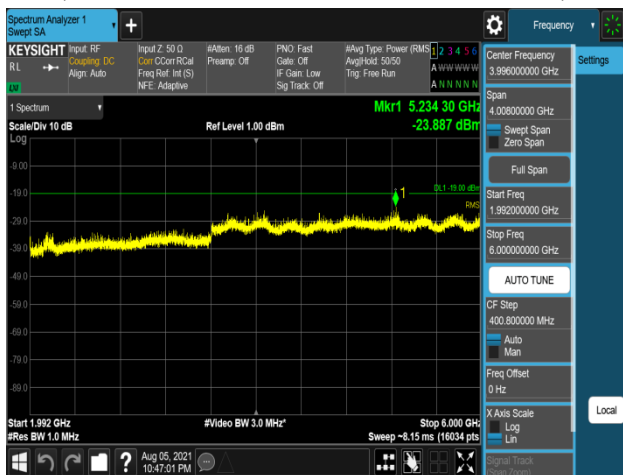 Spectrum Analyzer 1
Swept SA
+
Frequency
KEYSIGHT
RL
LW
Input: RF
Coupling: DC
Align: Auto
Input Z: 50 Ω
Corr CCorr RCal
Freq Ref: Int (S)
NFE: Adaptive
#Atten: 16 dB
Preamp: Off
PNO: Fast
Gate: Off
IF Gain: Low
Sig Track: Off
#Avg Type: Power (RMS
Avg|Hold: 50/50
Trig: Free Run
1 2 3 4 5 6
A W W W W W
A N N N N N
1 Spectrum
Scale/Div 10 dB
Log
Ref Level 1.00 dBm
Mkr1 5.234 30 GHz
-23.887 dBm
-9.00
-19.0
-29.0
-39.0
-49.0
-59.0
-69.0
-79.0
-89.0
1
DL1 -19.00 dBm
RMS
Start 1.992 GHz
#Res BW 1.0 MHz
#Video BW 3.0 MHz*
Stop 6.000 GHz
Sweep ~8.15 ms (16034 pts)
?
Aug 05, 2021
10:47:01 PM
Center Frequency
3.996000000 GHz
Span
4.00800000 GHz
Swept Span
Zero Span
Full Span
Start Freq
1.992000000 GHz
Stop Freq
6.000000000 GHz
AUTO TUNE
CF Step
400.800000 MHz
Auto
Man
Freq Offset
0 Hz
X Axis Scale
Log
Lin
Signal Track
(Span Zoom)
Settings
Local